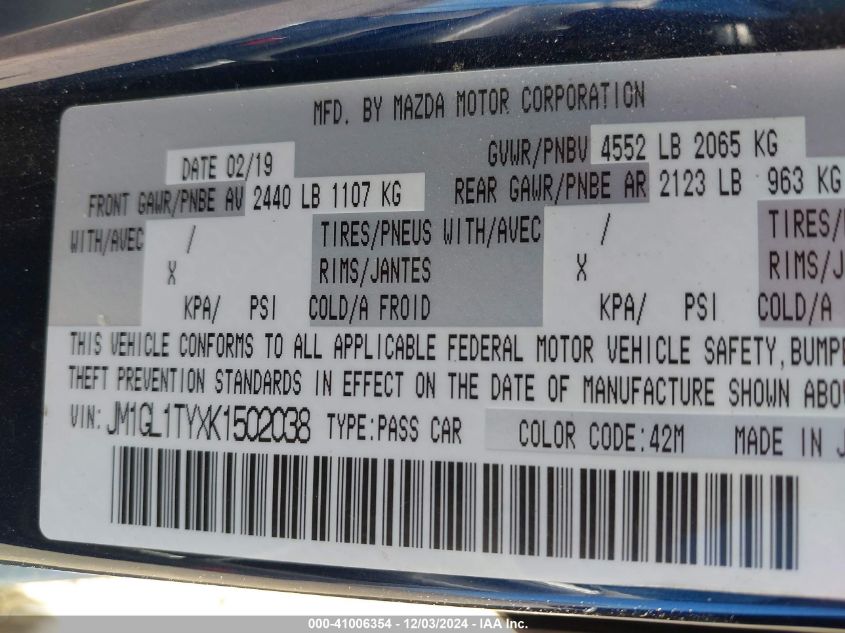 MFD. BY MAZDA MOTOR CORPORATION
DATE 02/19 GVWR/PNBV 4552 LB 2065 KG
FRONT GAWR/PNBE AV 2440 LB 1107 KG REAR GAWR/PNBE AR 2123 LB 963 KG
WITH/AVEC / TIRES/PNEUS WITH/AVEC / TIRES/
X RIMS/JANTES X RIMS/J
KPA/ PSI COLD/A FROID KPA/ PSI COLD/A
THIS VEHICLE CONFORMS TO ALL APPLICABLE FEDERAL MOTOR VEHICLE SAFETY, BUMPE
THEFT PREVENTION STANDARDS IN EFFECT ON THE DATE OF MANUFACTURE SHOWN ABOV
VIN: JM1GL1TYXK1502038 TYPE:PASS CAR COLOR CODE:42M MADE IN J
000-41006354 - 12/03/2024 - IAA Inc.